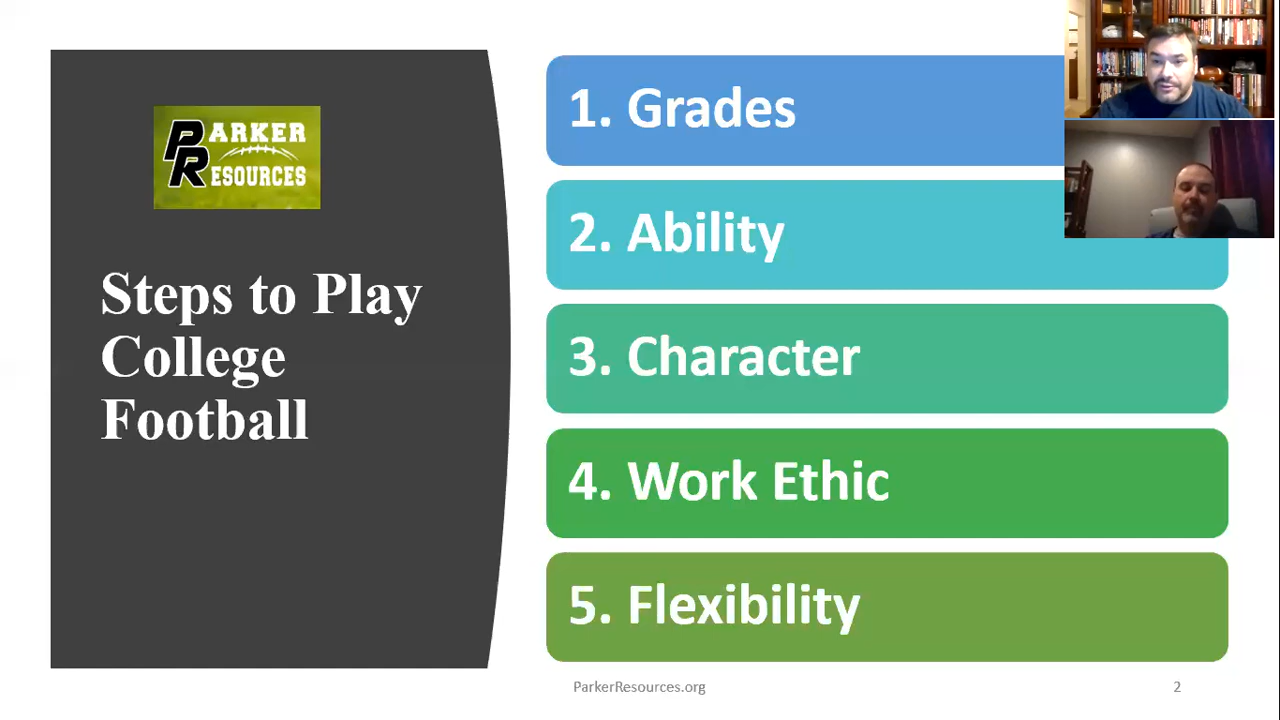 PARKER
RESOURCES
Steps to Play
College
Football
1. Grades
2. Ability
3. Character
4. Work Ethic
5. Flexibility
ParkerResources.org
2